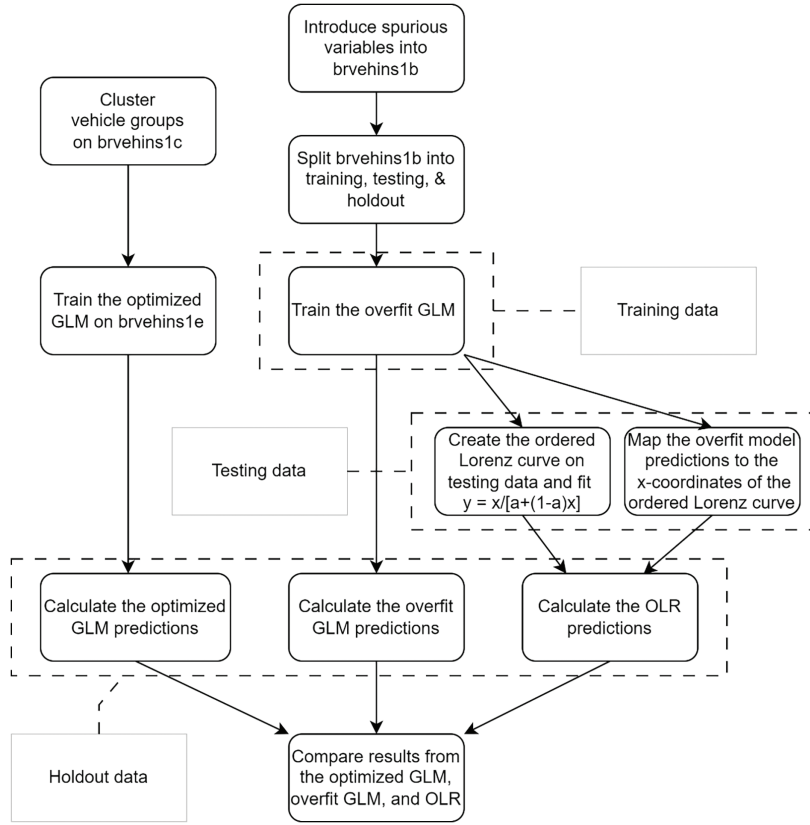 Introduce spurious
variables into
brvehins1b
Cluster
vehicle groups
on brvehins1c
Split brvehins1b into
training, testing, &
holdout
Train the optimized
GLM on brvehins1e
Train the overfit GLM
Training data
Testing data
Create the ordered
Lorenz curve on
testing data and fit
y = x/[a+(1-a)x]
Map the overfit model
predictions to the
x-coordinates of the
ordered Lorenz curve
Calculate the optimized
GLM predictions
Calculate the overfit
GLM predictions
Calculate the OLR
predictions
Holdout data
Compare results from
the optimized GLM,
overfit GLM, and OLR